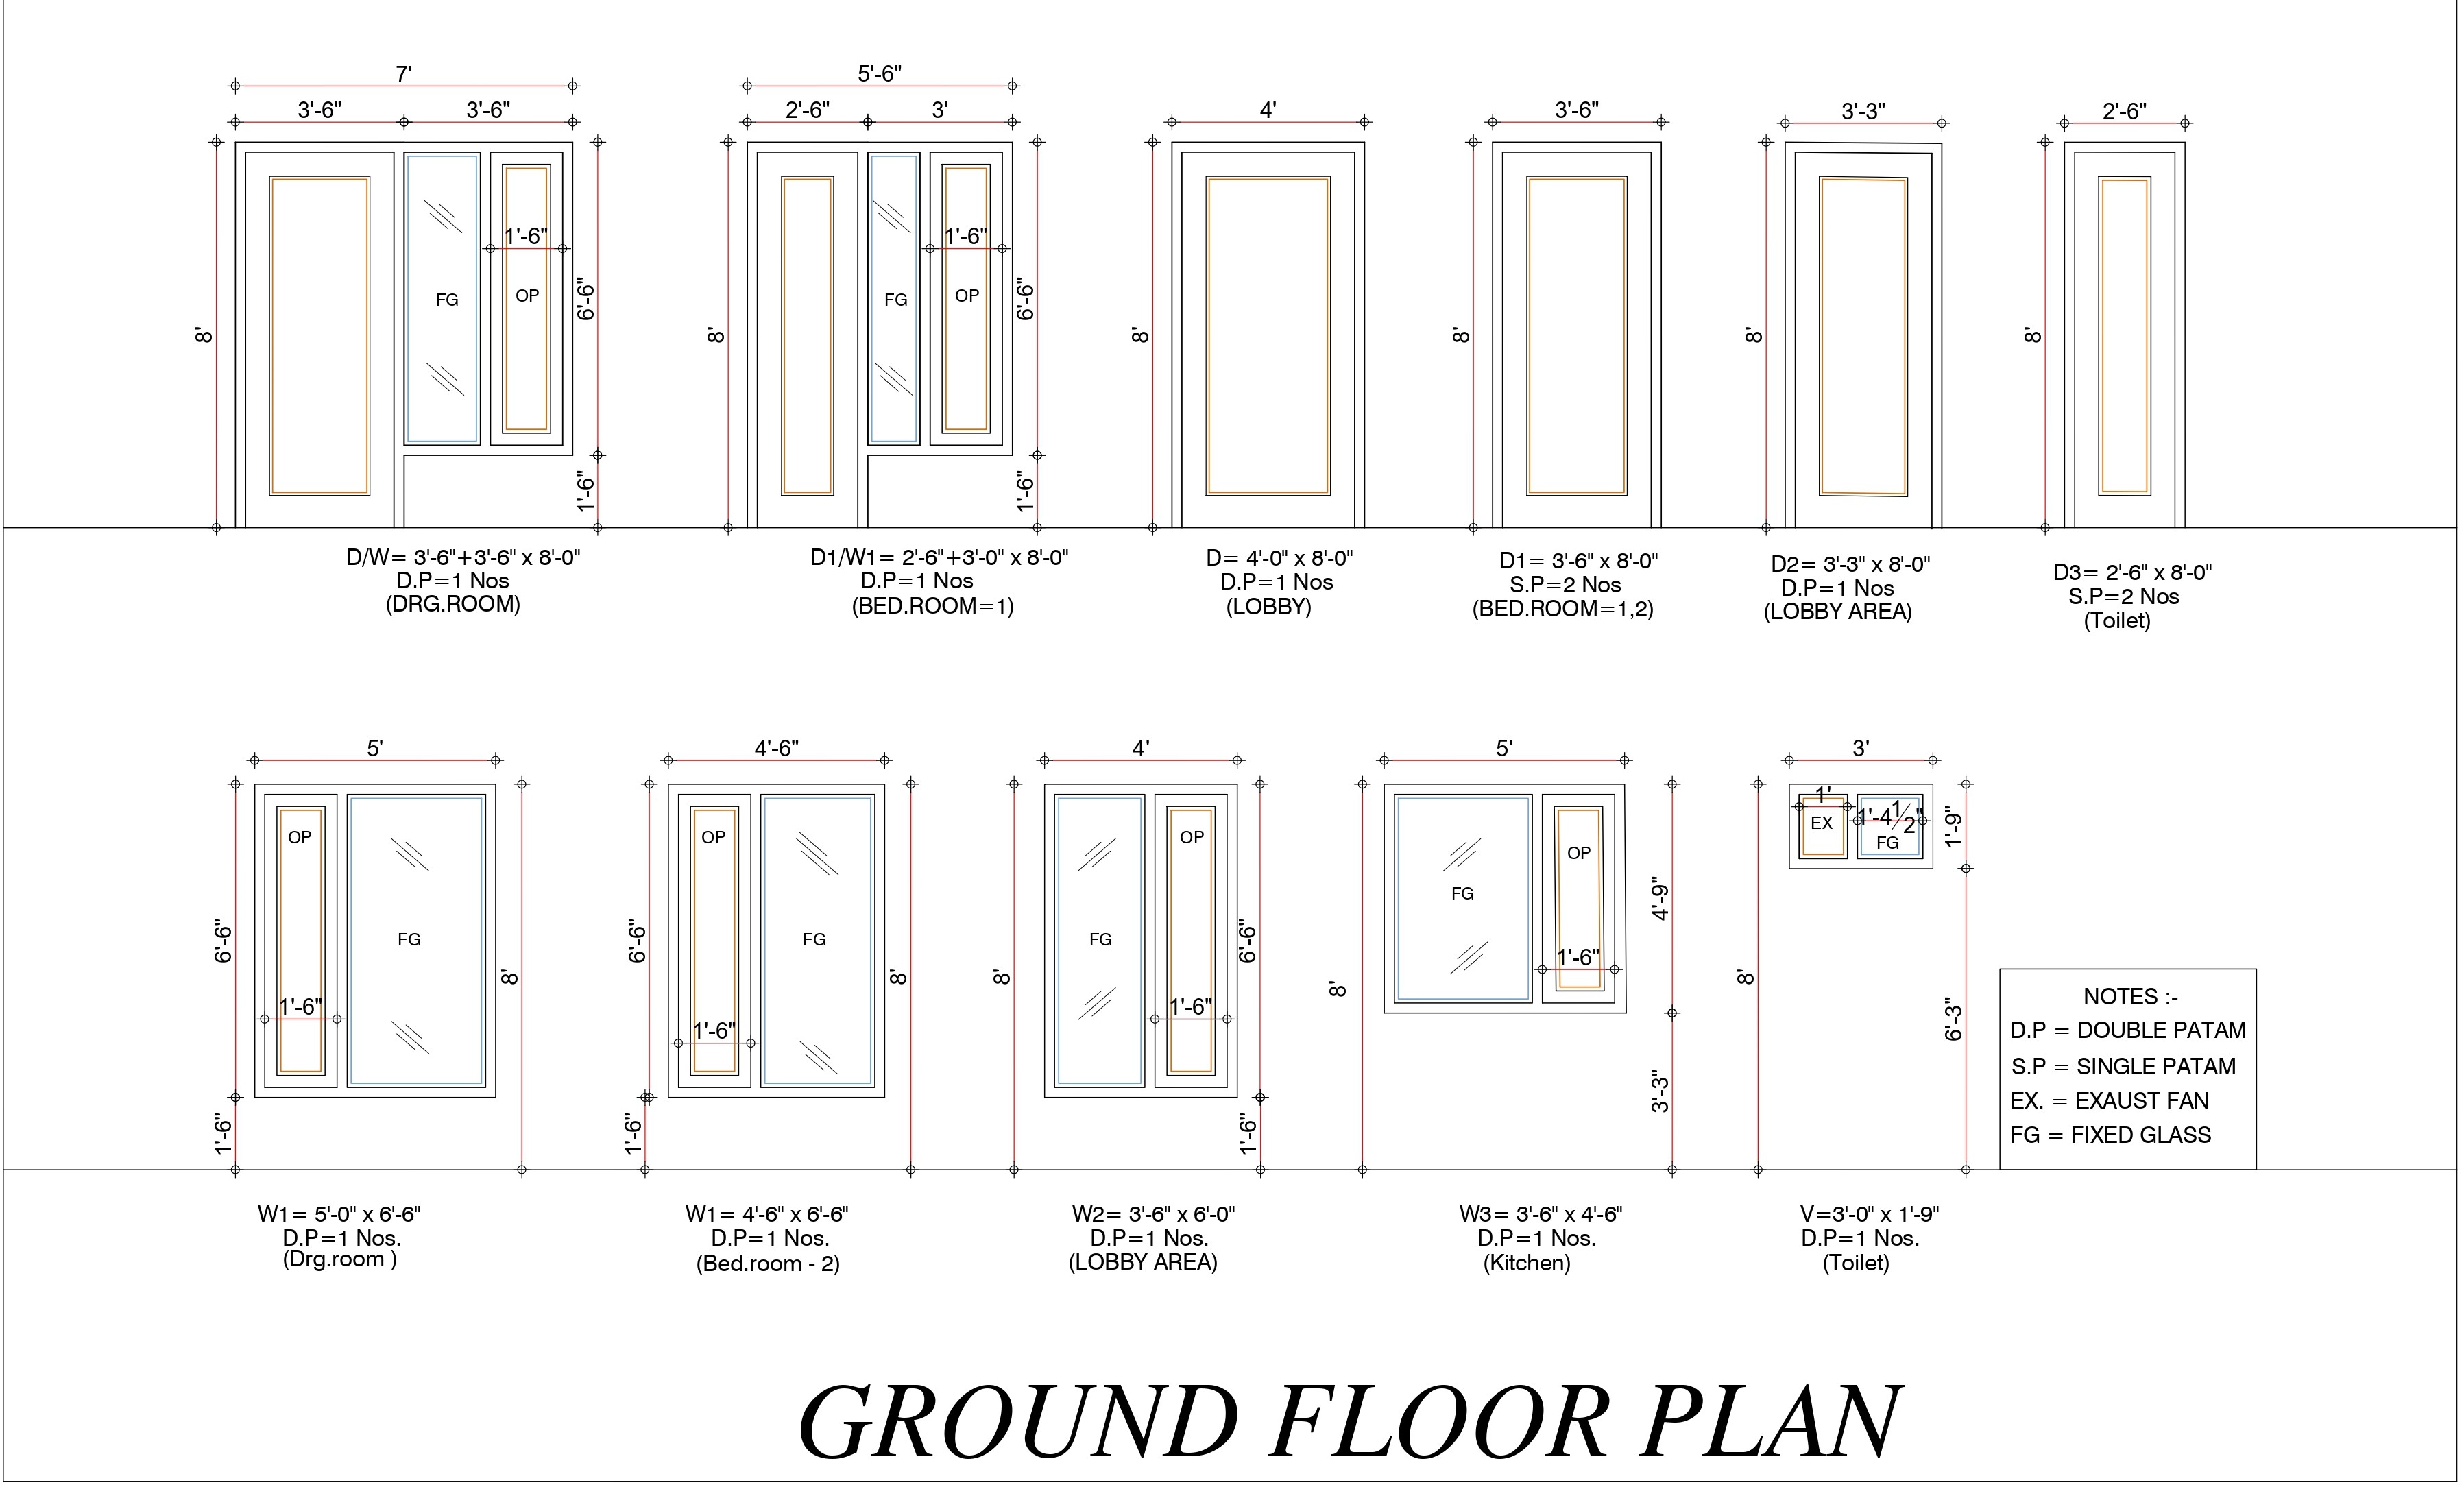 7'
3'-6"
3'-6"
8'
FG
1'-6"
OP
6'-6"
1'-6"
D/W= 3'-6"+3'-6" x 8'-0"
D.P=1 Nos
(DRG.ROOM)
5'-6"
2'-6"
3'
8'
FG
1'-6"
OP
6'-6"
1'-6"
D1/W1= 2'-6"+3'-0" x 8'-0"
D.P=1 Nos
(BED.ROOM=1)
4'
8'
D= 4'-0" x 8'-0"
D.P=1 Nos
(LOBBY)
3'-6"
8'
D1= 3'-6" x 8'-0"
S.P=2 Nos
(BED.ROOM=1,2)
3'-3"
8'
D2= 3'-3" x 8'-0"
D.P=1 Nos
(LOBBY AREA)
2'-6"
8'
D3= 2'-6" x 8'-0"
S.P=2 Nos
(Toilet)
5'
OP
6'-6"
FG
8'
1'-6"
1'-6"
W1= 5'-0" x 6'-6"
D.P=1 Nos.
(Drg.room )
4'-6"
OP
6'-6"
FG
8'
1'-6"
1'-6"
W1= 4'-6" x 6'-6"
D.P=1 Nos.
(Bed.room - 2)
4'
OP
8'
FG
6'-6"
1'-6"
1'-6"
W2= 3'-6" x 6'-0"
D.P=1 Nos.
(LOBBY AREA)
5'
OP
FG
4'-9"
1'-6"
8'
3'-3"
W3= 3'-6" x 4'-6"
D.P=1 Nos.
(Kitchen)
3'
1'
EX
1'-4 1/2"
FG
1'-9"
8'
6'-3"
V=3'-0" x 1'-9"
D.P=1 Nos.
(Toilet)
NOTES :-
D.P = DOUBLE PATAM
S.P = SINGLE PATAM
EX. = EXAUST FAN
FG = FIXED GLASS
GROUND FLOOR PLAN